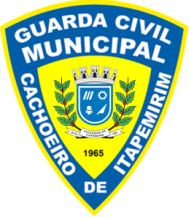 GUARDA CIVIL
MUNICIPAL
CACHOEIRO
DE
ITAPEMIRIM
1965